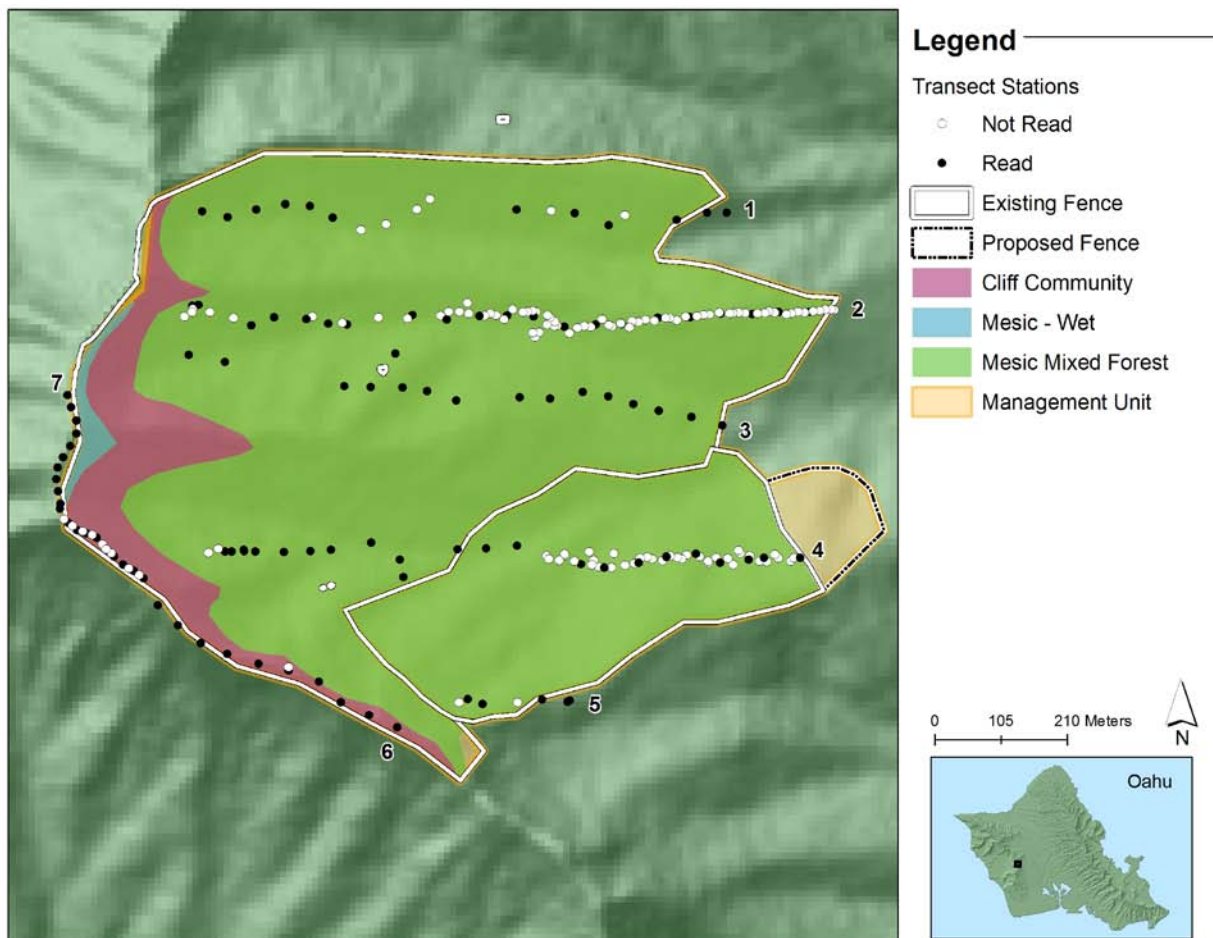 Legend
Transect Stations
Not Read
Read
Existing Fence
Proposed Fence
Cliff Community
Mesic - Wet
Mesic Mixed Forest
Management Unit
1
2
3
4
5
6
7
0 105 210 Meters
N
Oahu